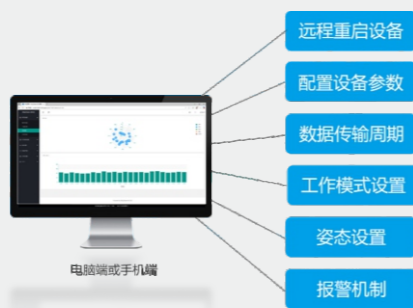 远程重启设备
配置设备参数
数据传输周期
工作模式设置
姿态设置
报警机制
电脑端或手机端